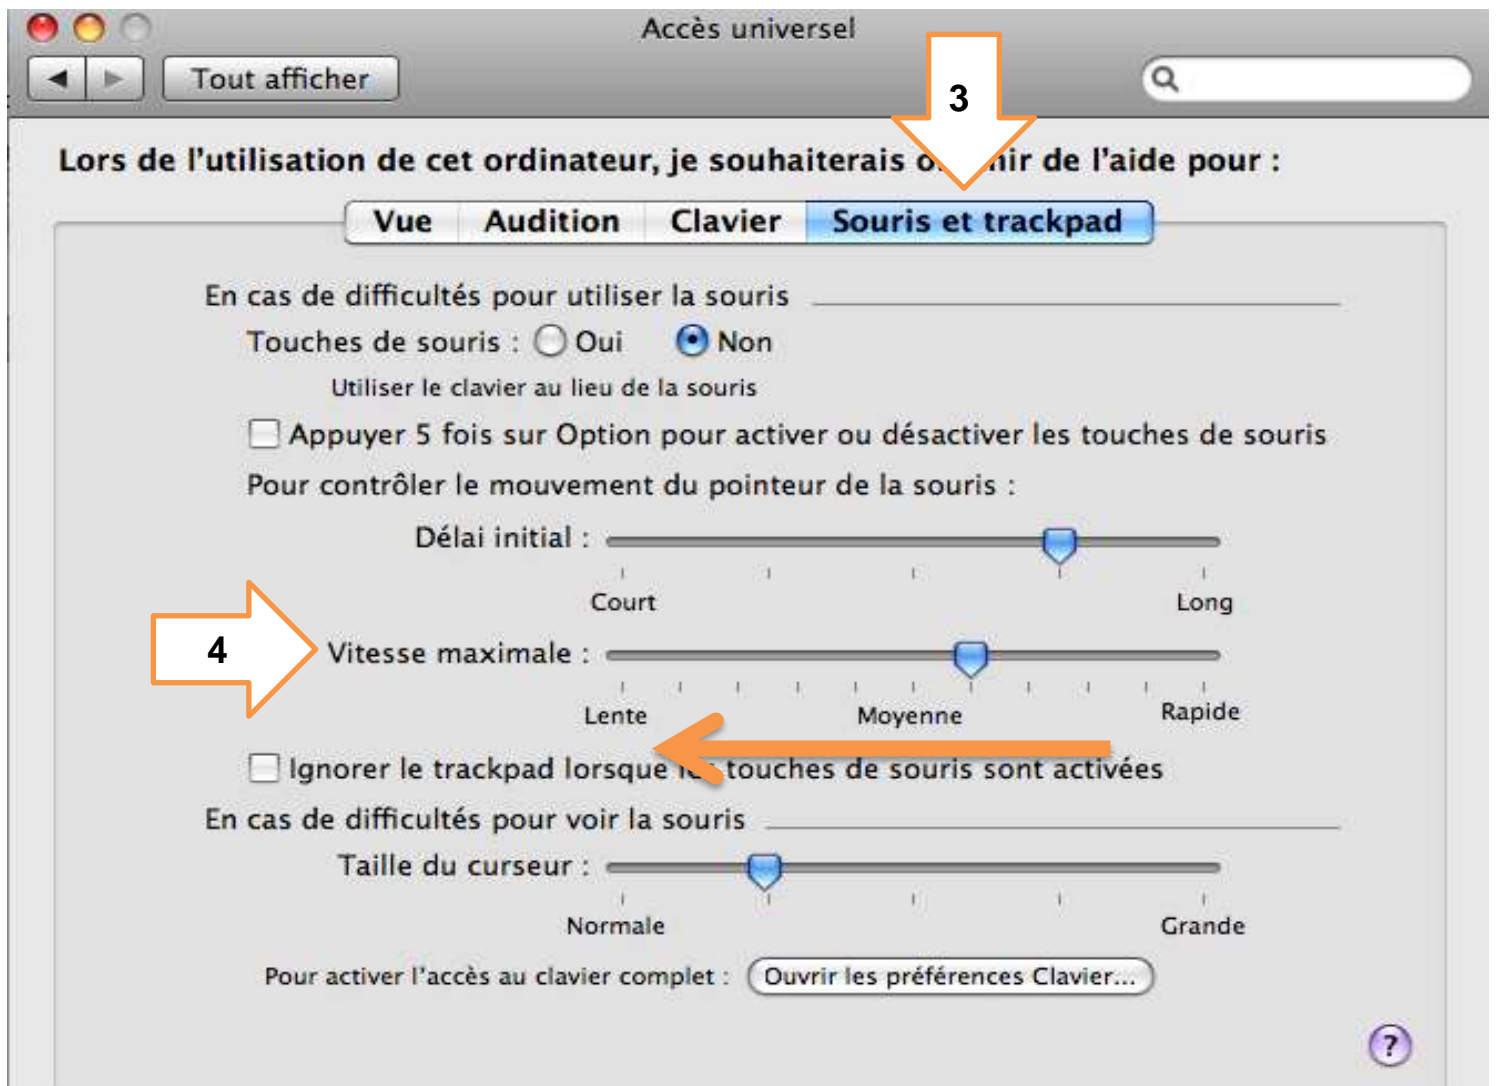 Accès universel
Tout afficher
3
Lors de l'utilisation de cet ordinateur, je souhaiterais de l'aide pour :
Vue Audition Clavier Souris et trackpad
En cas de difficultés pour utiliser la souris
Touches de souris : Oui Non
Utiliser le clavier au lieu de la souris
Appuyer 5 fois sur Option pour activer ou désactiver les touches de souris
Pour contrôler le mouvement du pointeur de la souris :
Délai initial :
Court Long
4 Vitesse maximale :
Lente Moyenne Rapide
Ignorer le trackpad lorsque les touches de souris sont activées
En cas de difficultés pour voir la souris
Taille du curseur :
Normale Grande
Pour activer l'accès au clavier complet : Ouvrir les préférences Clavier...
?